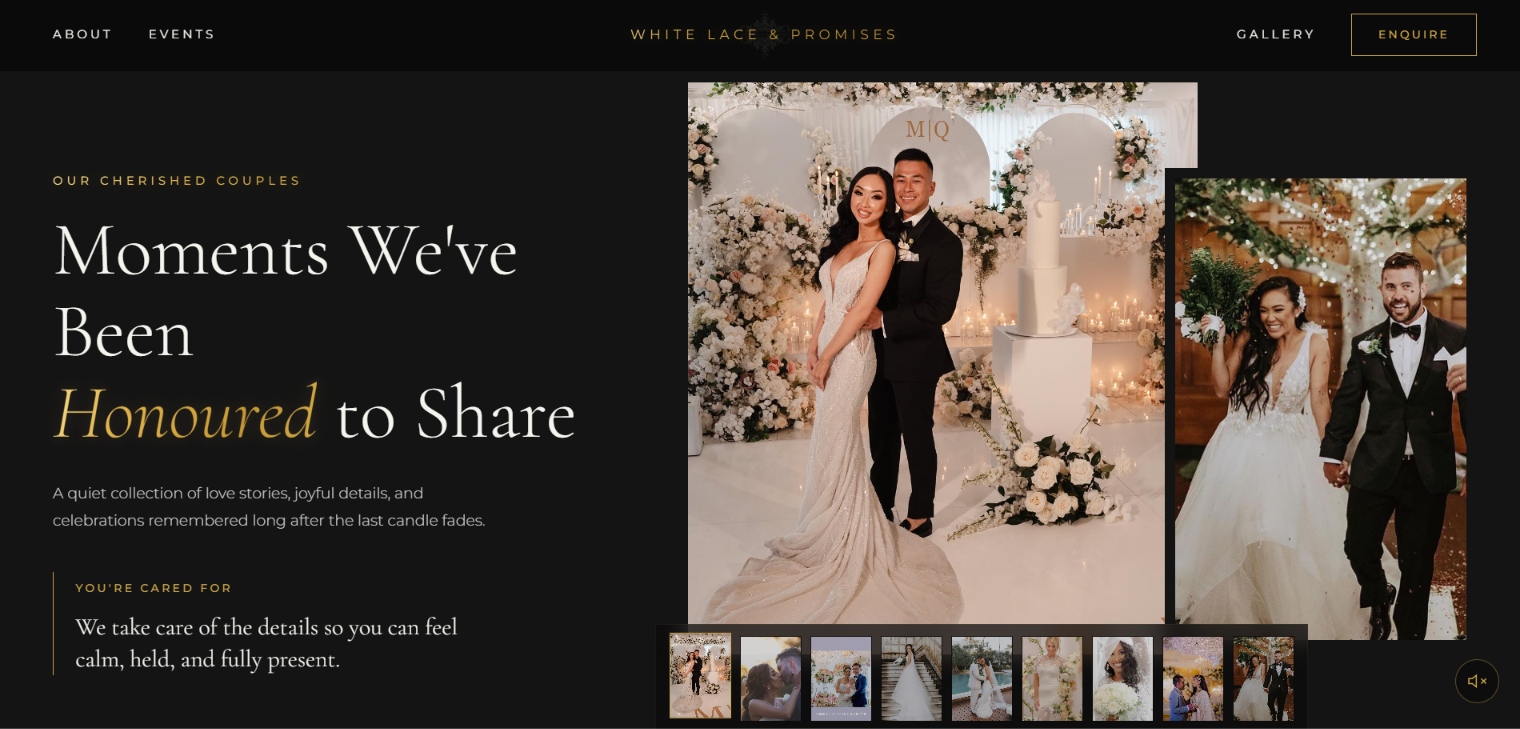 ABOUT
EVENTS
WHITE LACE & PROMISES
GALLERY
ENQUIRE
OUR CHERISHED COUPLES
Moments We've
Been
Honoured to Share
A quiet collection of love stories, joyful details, and
celebrations remembered long after the last candle fades.
YOU'RE CARED FOR
We take care of the details so you can feel
calm, held, and fully present.
M|Q